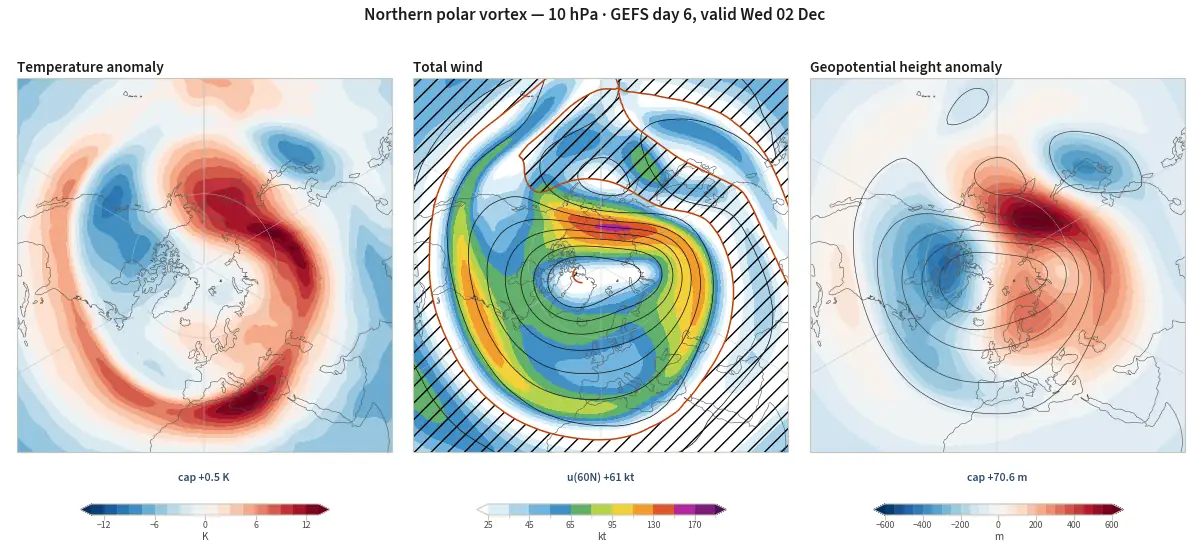 Northern polar vortex — 10 hPa · GEFS day 6, valid Wed 02 Dec
Temperature anomaly
Total wind
Geopotential height anomaly
cap +0.5 K
u(60N) +61 kt
cap +70.6 m
−12 −6 0 6 12
K
25 45 65 95 130 170
kt
−600 −400 −200 0 200 400 600
m